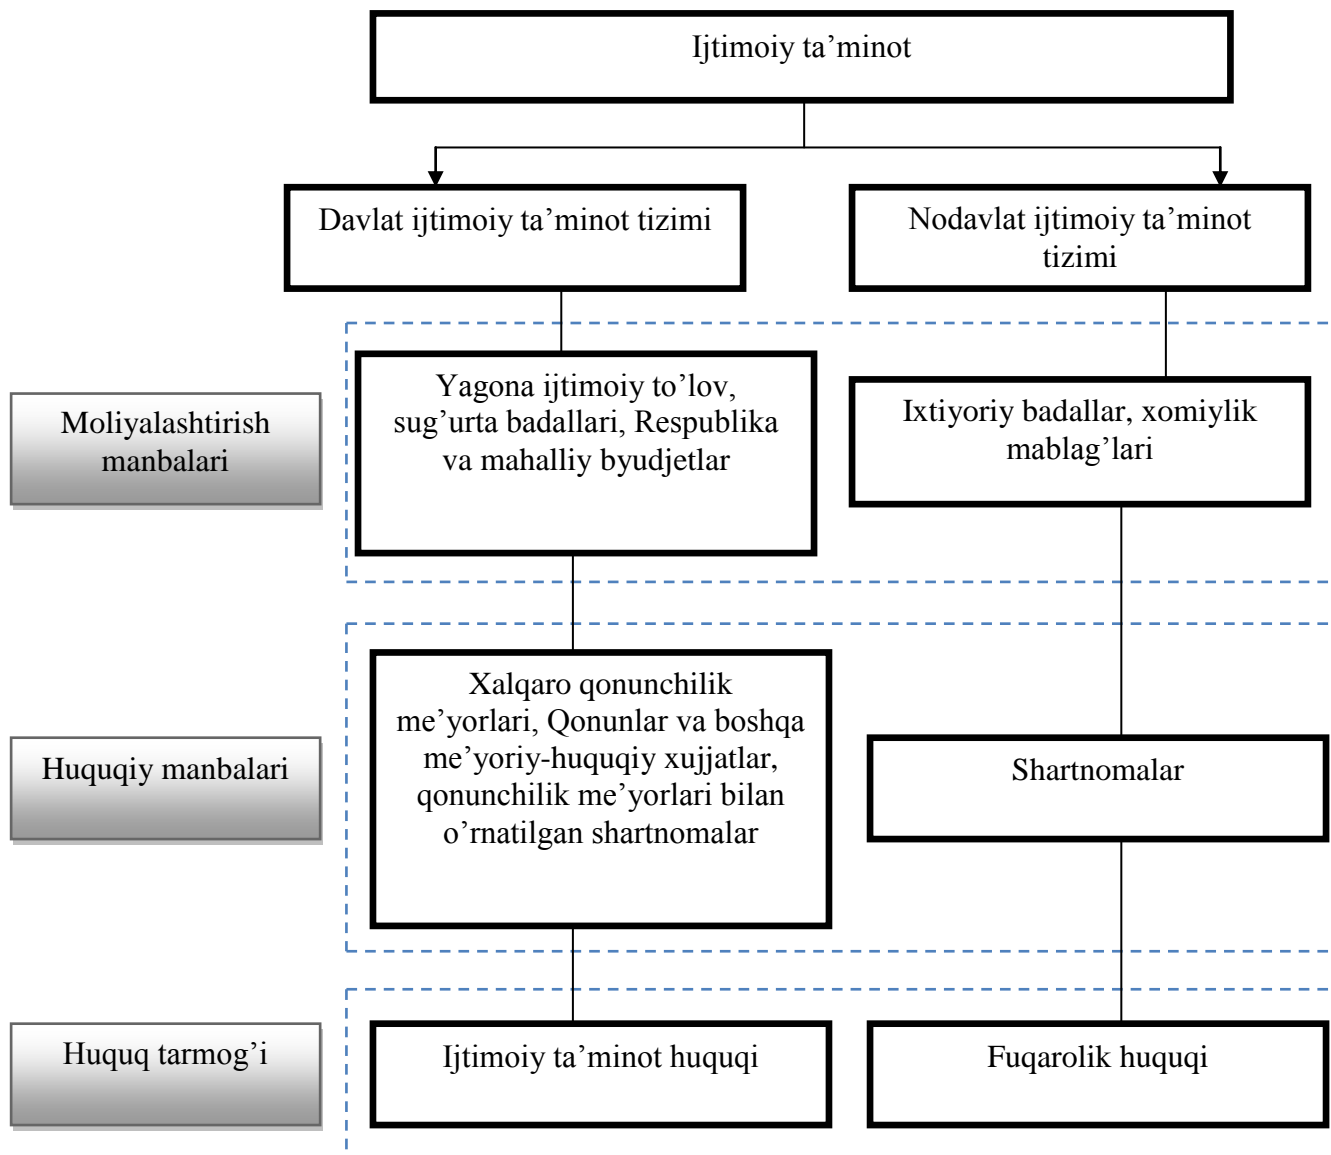 Ijtimoiy ta’minot
Davlat ijtimoiy ta’minot tizimi
Nodavlat ijtimoiy ta’minot
tizimi
Moliyalashtirish
manbalari
Yagona ijtimoiy to’lov,
sug’urta badallari, Respublika
va mahalliy byudjetlar
Ixtiyoriy badallar, xomiylik
mablag’lari
Huquqiy manbalari
Xalqaro qonunchilik
me’yorlari, Qonunlar va boshqa
me’yoriy-huquqiy xujjatlar,
qonunchilik me’yorlari bilan
o’rnatilgan shartnomalar
Shartnomalar
Huquq tarmog’i
Ijtimoiy ta’minot huquqi
Fuqarolik huquqi